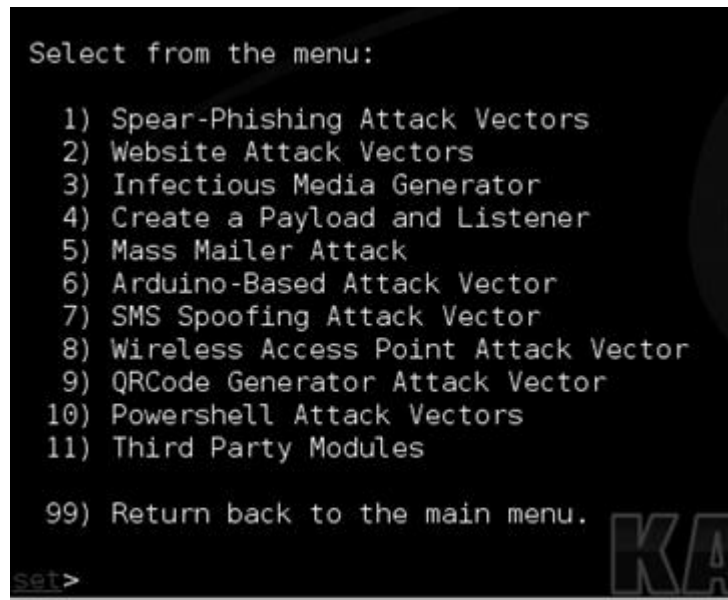 Select from the menu:
1) Spear-Phishing Attack Vectors
2) Website Attack Vectors
3) Infectious Media Generator
4) Create a Payload and Listener
5) Mass Mailer Attack
6) Arduino-Based Attack Vector
7) SMS Spoofing Attack Vector
8) Wireless Access Point Attack Vector
9) QRCode Generator Attack Vector
10) Powershell Attack Vectors
11) Third Party Modules
99) Return back to the main menu.
KA
set>